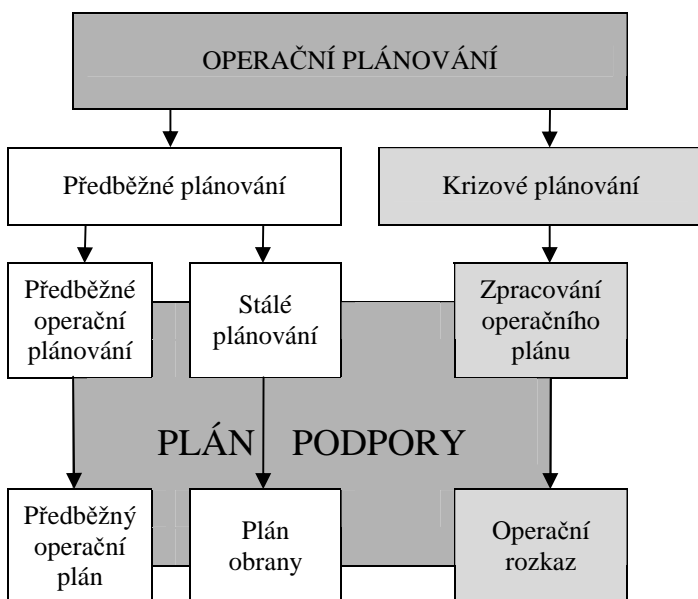 OPERAČNÍ PLÁNOVÁNÍ
Předběžné plánování
Krizové plánování
Předběžné
operační
plánování
Stálé
plánování
Zpracování
operačního
plánu
PLÁN PODPORY
Předběžný
operační
plán
Plán
obrany
Operační
rozkaz